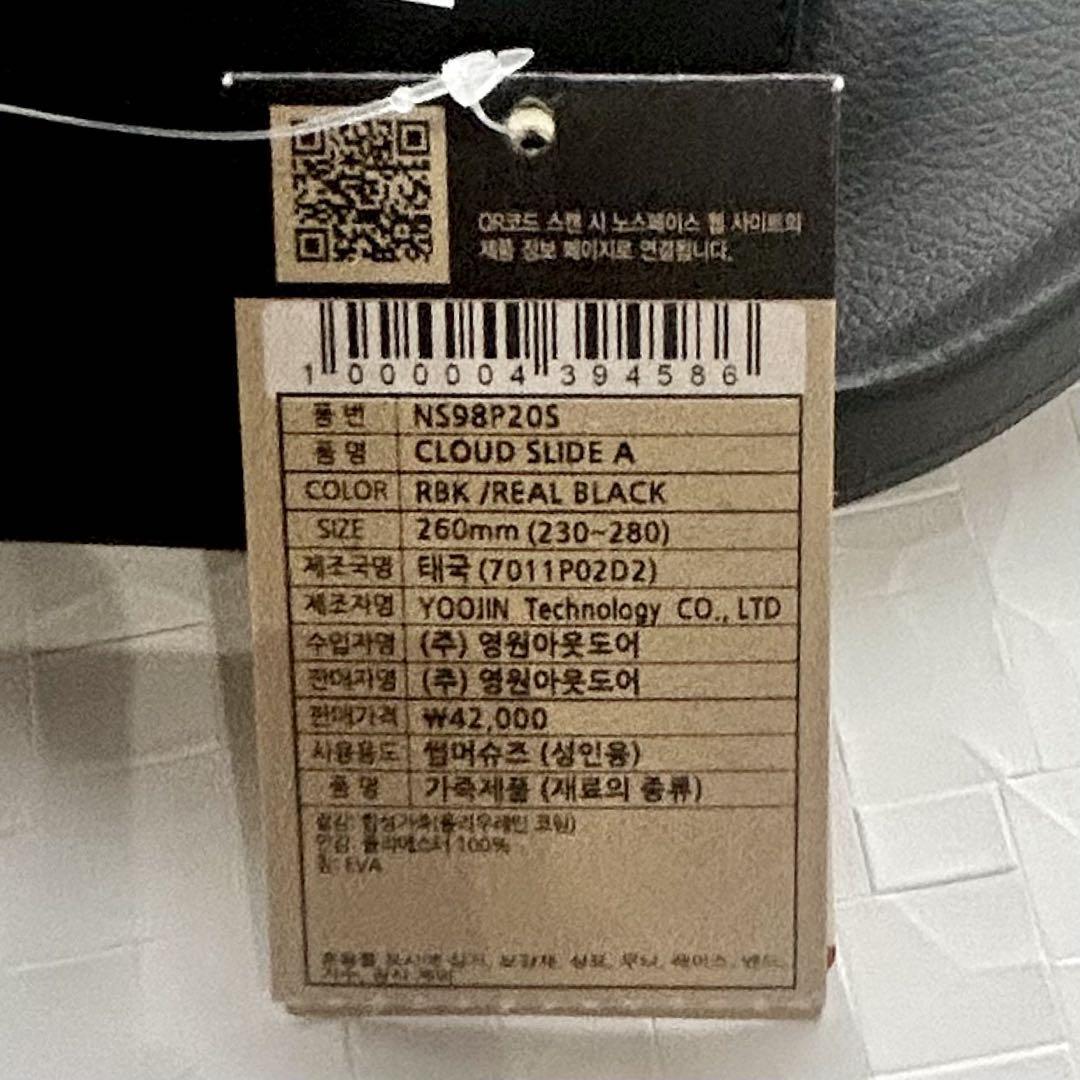 QR코드 스캔 시 노스페이스 웹 사이트의
제품 정보 페이지로 연결됩니다.
1 000004 394586
품 번 NS98P20S
품 명 CLOUD SLIDE A
COLOR RBK /REAL BLACK
SIZE 260mm (230~280)
제조국명 태국 (7011P02D2)
제조자명 YOOJIN Technology CO., LTD
수입자명 (주) 영원아웃도어
판매자명 (주) 영원아웃도어
판매가격 ₩42,000
사용용도 썸머슈즈 (성인용)
품 명 가죽제품 (재료의 종류)
겉감: 합성가죽(폴리우레탄 코팅)
안감: 폴리에스터 100%
창: EVA